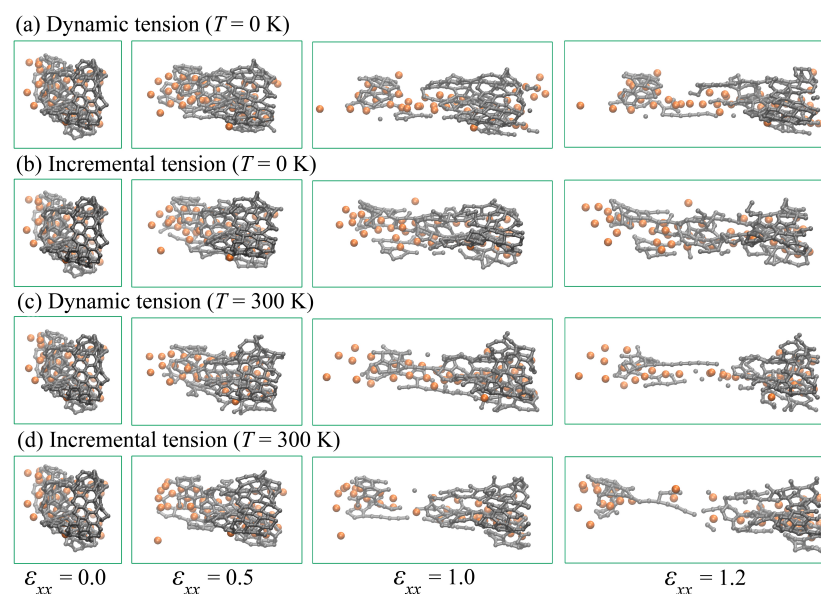 (a) Dynamic tension (T = 0 K)
(b) Incremental tension (T = 0 K)
(c) Dynamic tension (T = 300 K)
(d) Incremental tension (T = 300 K)
εxx = 0.0 εxx = 0.5 εxx = 1.0 εxx = 1.2